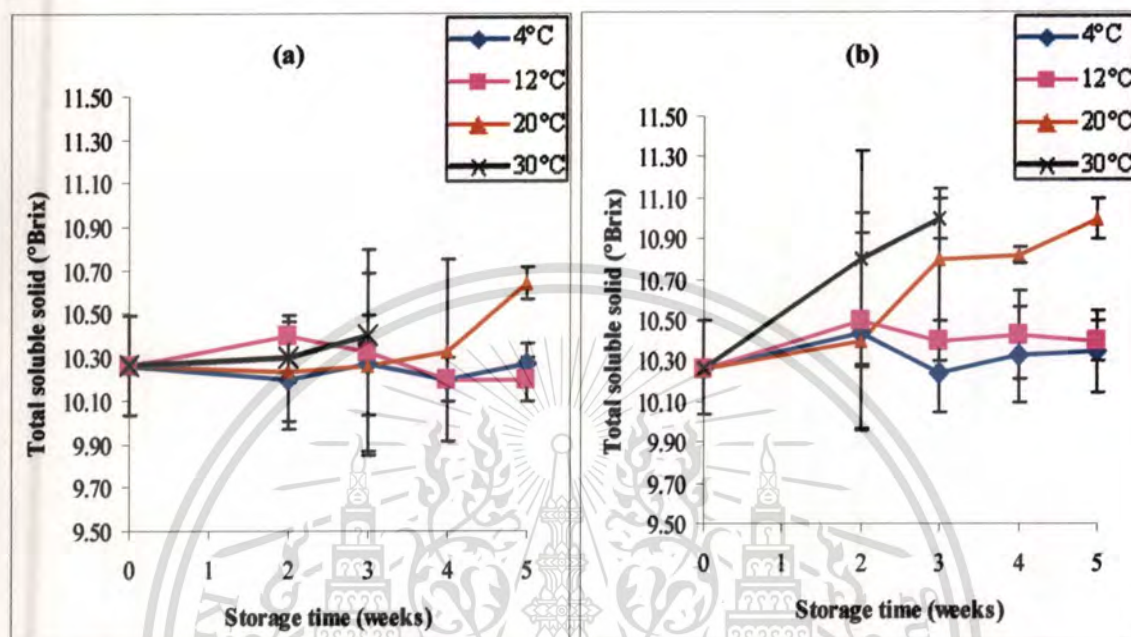 (a)
4°C
12°C
20°C
30°C
Total soluble solid (°Brix)
11.50
11.30
11.10
10.90
10.70
10.50
10.30
10.10
9.90
9.70
9.50
0 1 2 3 4 5
Storage time (weeks)
(b)
4°C
12°C
20°C
30°C
Total soluble solid (°Brix)
11.50
11.30
11.10
10.90
10.70
10.50
10.30
10.10
9.90
9.70
9.50
0 1 2 3 4 5
Storage time (weeks)